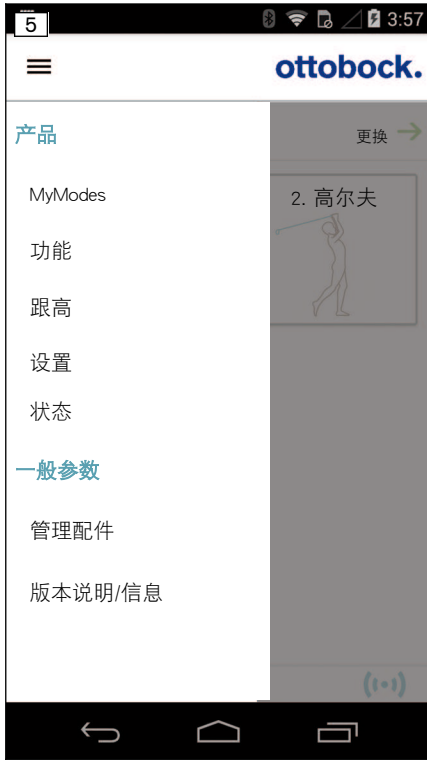 5
3:57
ottobock.
产品
更换
MyModes
2. 高尔夫
功能
跟高
设置
状态
一般参数
管理配件
版本说明/信息